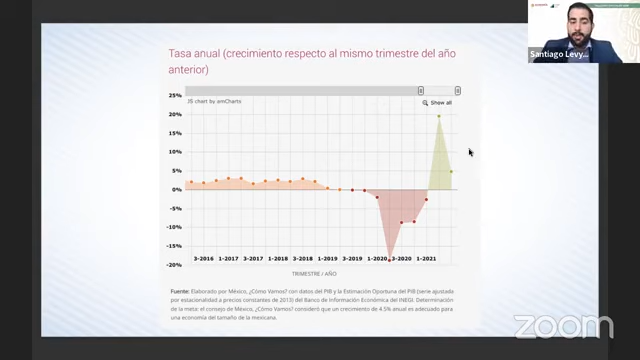 Santiago Levy...
Tasa anual (crecimiento respecto al mismo trimestre del año
anterior)
JS chart by amCharts
Show all
25%
20%
15%
10%
5%
0%
-5%
-10%
-15%
-20%
3-2016 1-2017 3-2017 1-2018 3-2018 1-2019 3-2019 1-2020 3-2020 1-2021
TRIMESTRE / AÑO
Fuente: Elaborado por México, ¿Cómo Vamos? con datos del PIB y la Estimación Oportuna del PIB (serie ajustada
por estacionalidad a precios constantes de 2013) del Banco de Información Económica del INEGI. Determinación
de la meta: el consejo de México, ¿Cómo Vamos? consideró que un crecimiento de 4.5% anual es adecuado para
una economía del tamaño de la mexicana.
zoom